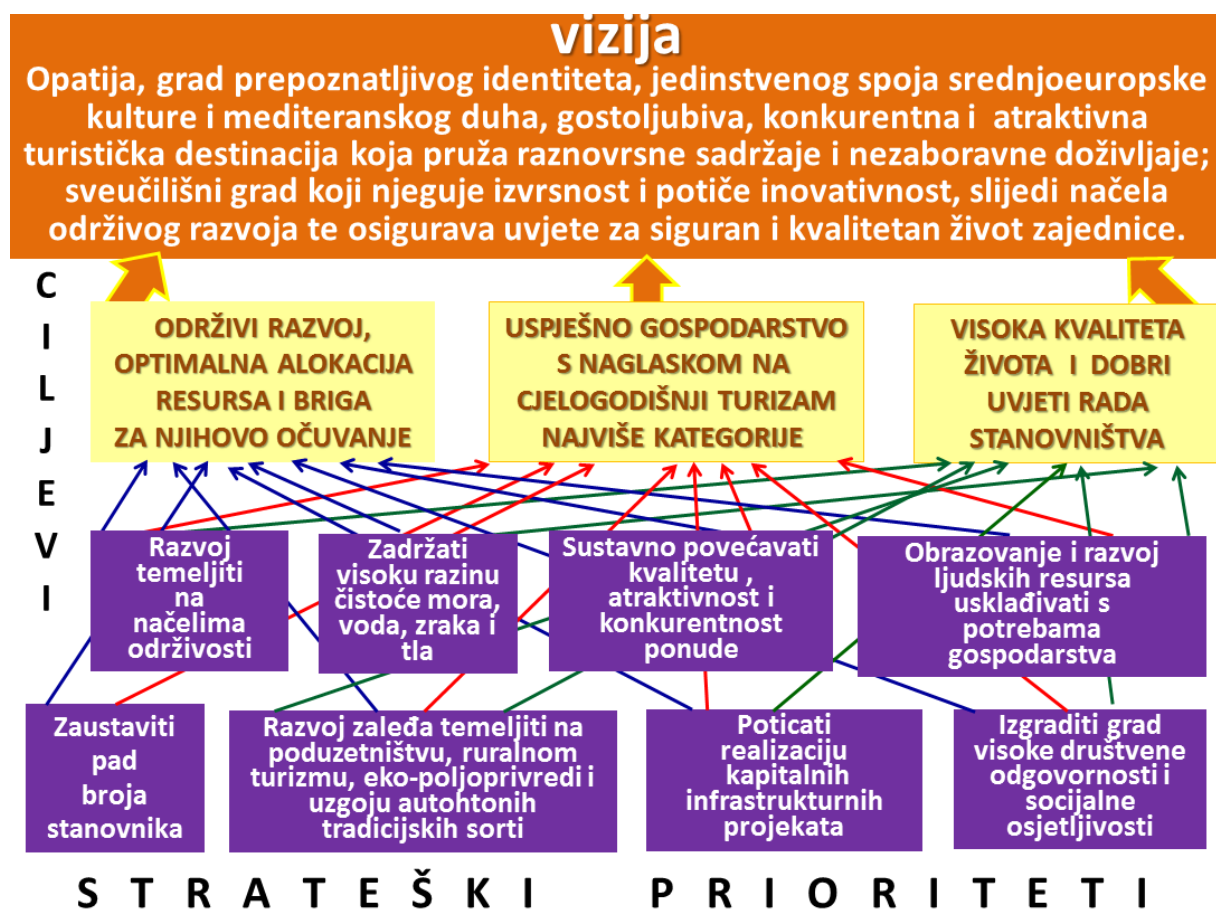 vizija
Opatija, grad prepoznatljivog identiteta, jedinstvenog spoja srednjoeuropske
kulture i mediteranskog duha, gostoljubiva, konkurentna i atraktivna
turistička destinacija koja pruža raznovrsne sadržaje i nezaboravne doživljaje;
sveučilišni grad koji njeguje izvrsnost i potiče inovativnost, slijedi načela
održivog razvoja te osigurava uvjete za siguran i kvalitetan život zajednice.
CILJEVI
ODRŽIVI RAZVOJ,
OPTIMALNA ALOKACIJA
RESURSA I BRIGA
ZA NJIHOVO OČUVANJE
USPJEŠNO GOSPODARSTVO
S NAGLASKOM NA
CJELOGODIŠNJI TURIZAM
NAJVIŠE KATEGORIJE
VISOKA KVALITETA
ŽIVOTA I DOBRI
UVJETI RADA
STANOVNIŠTVA
Razvoj
temeljiti
na
načelima
održivosti
Zadržati
visoku razinu
čistoće mora,
voda, zraka i
tla
Sustavno povećavati
kvalitetu ,
atraktivnost i
konkurentnost
ponude
Obrazovanje i razvoj
ljudskih resursa
usklađivati s
potrebama
gospodarstva
Zaustaviti
pad
broja
stanovnika
Razvoj zaleđa temeljiti na
poduzetništvu, ruralnom
turizmu, eko-poljoprivredi i
uzgoju autohtonih
tradicijskih sorti
Poticati
realizaciju
kapitalnih
infrastrukturnih
projekata
Izgraditi grad
visoke društvene
odgovornosti i
socijalne
osjetljivosti
STRATEŠKI PRIORITETI